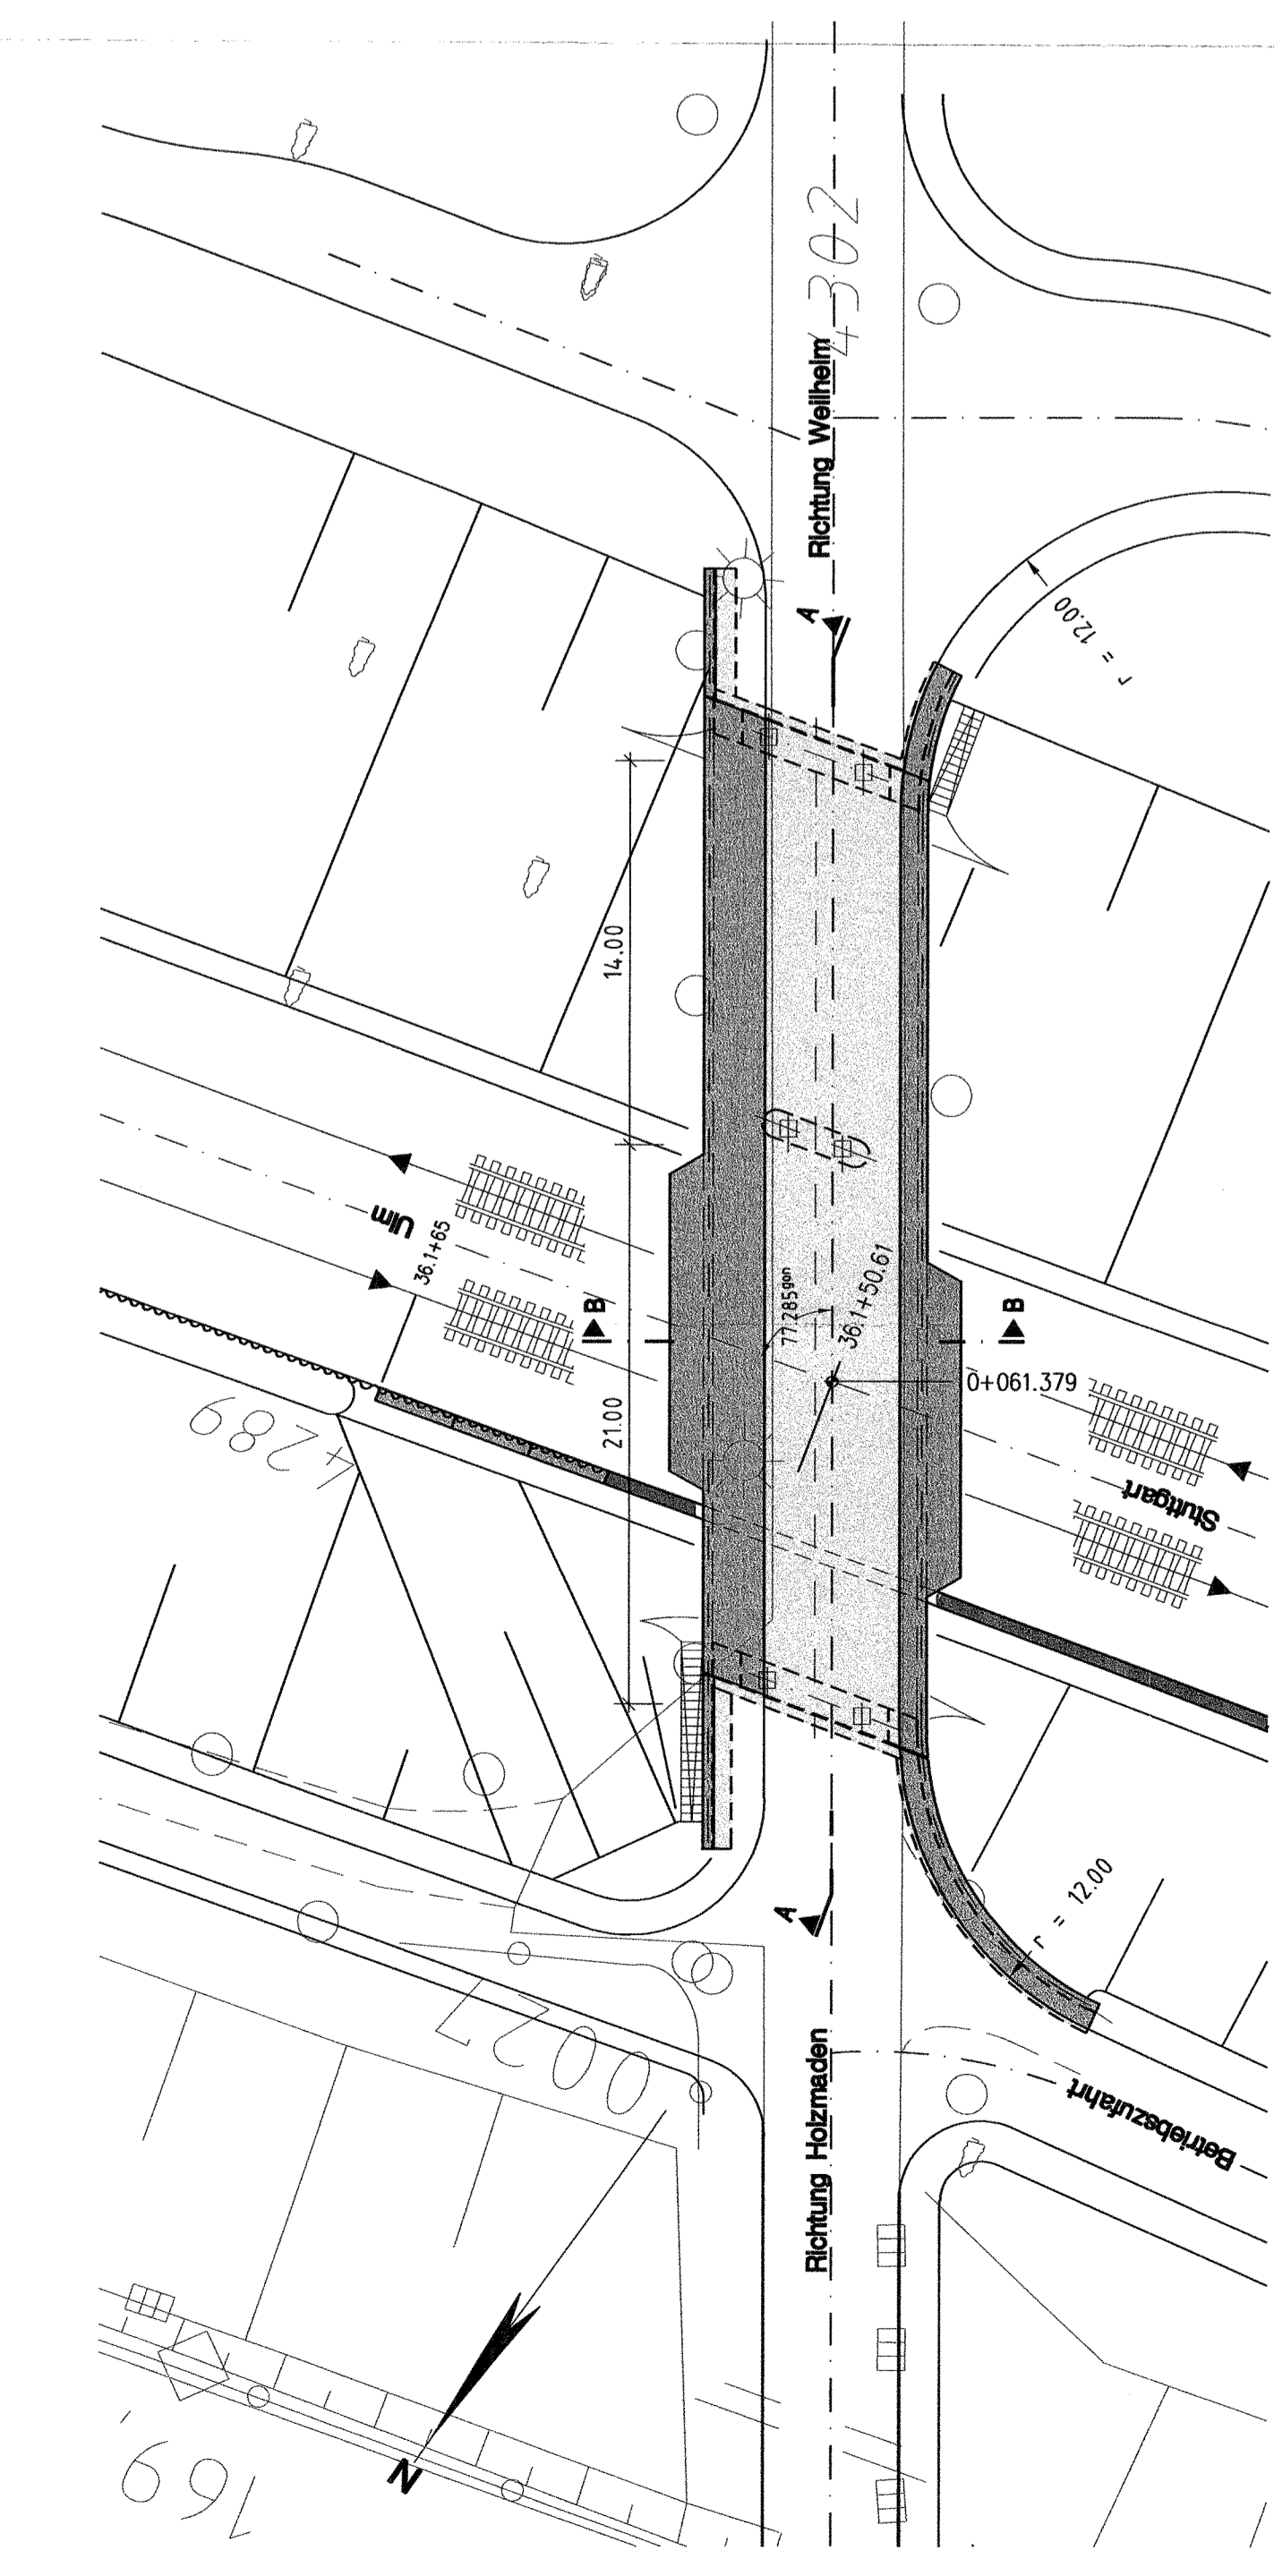 4302
Richtung Weilheim
A
r = 12.00
14.00
Ulm
36.1+65
B
77.285gon
36.1+50.61
B
0+061.379
4289
21.00
Stuttgart
A
r = 12.00
0027
Richtung Holzmaden
Betriebszufahrt
N
169